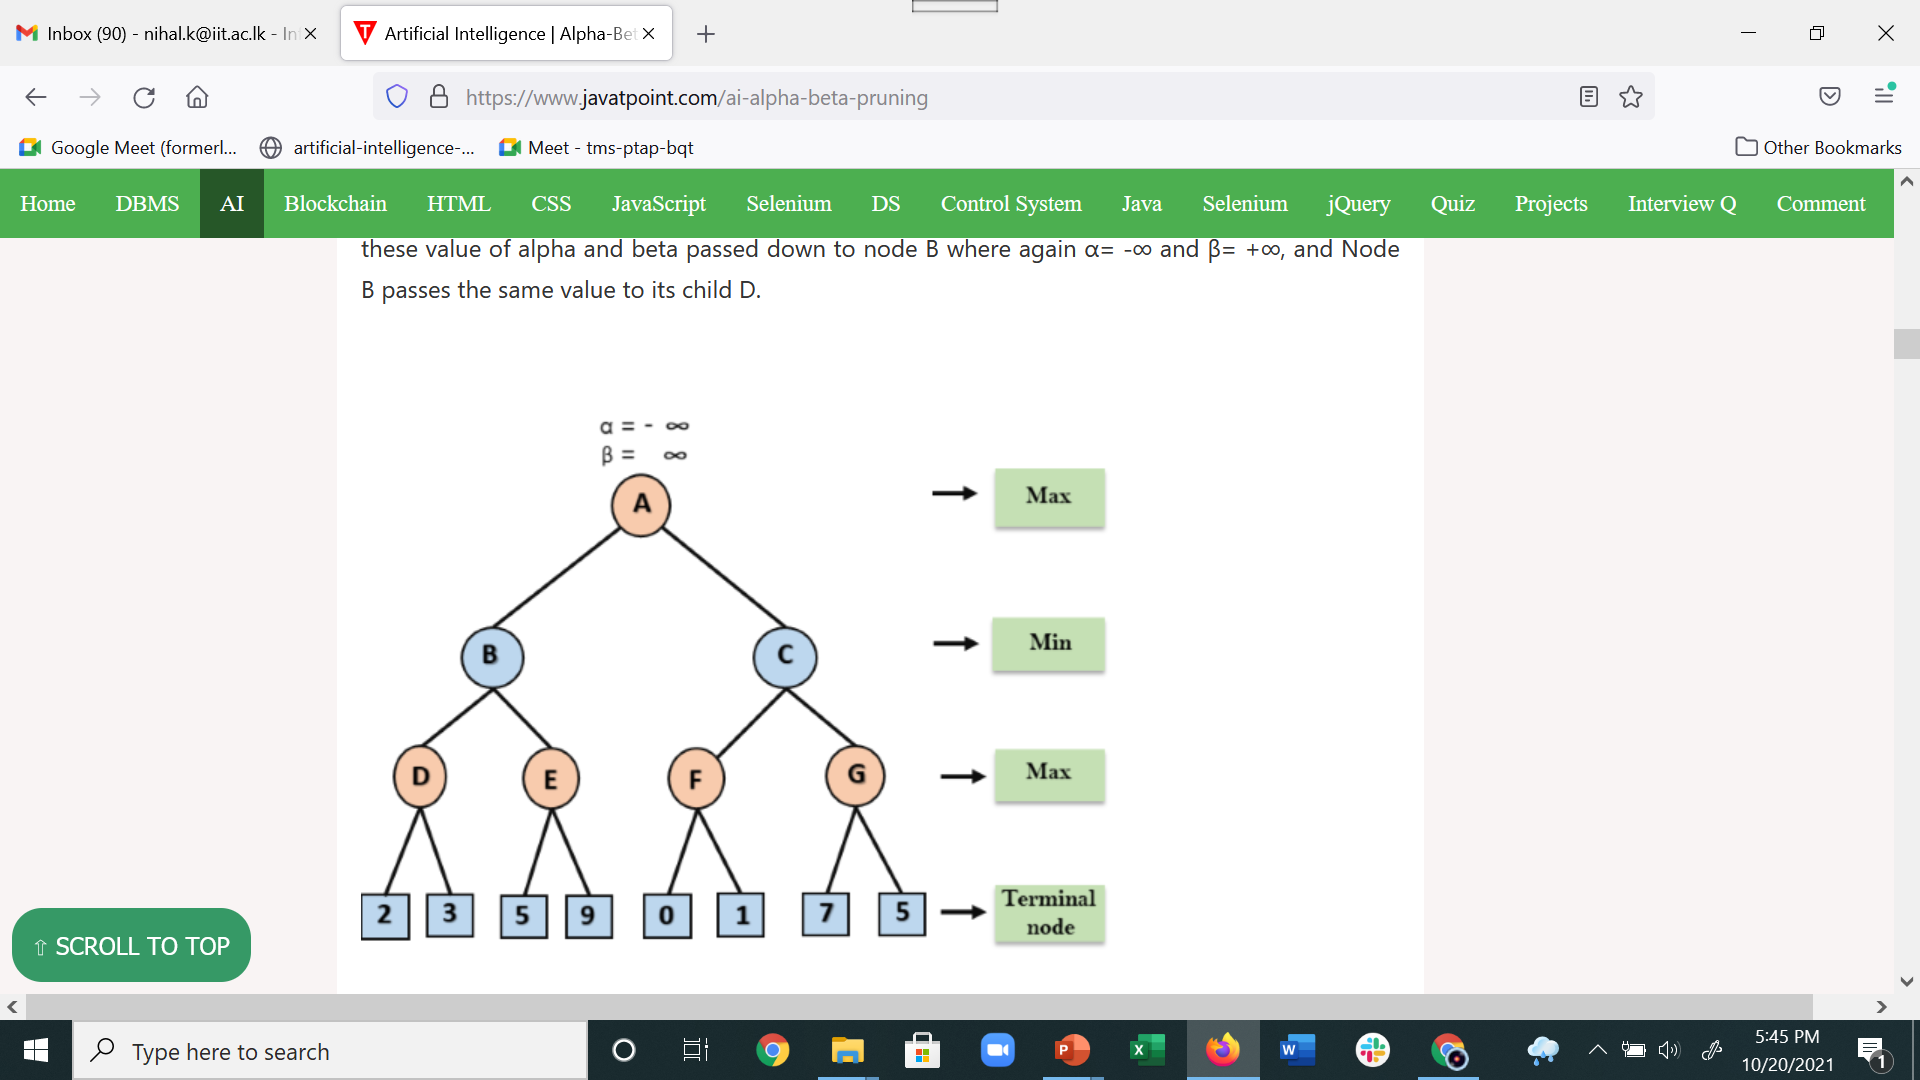 Inbox (90) - nihal.k@iit.ac.lk - In
Artificial Intelligence | Alpha-Bet
https://www.javatpoint.com/ai-alpha-beta-pruning
Google Meet (formerl...
artificial-intelligence-...
Meet - tms-ptap-bqt
Other Bookmarks
Home DBMS AI Blockchain HTML CSS JavaScript Selenium DS Control System Java Selenium jQuery Quiz Projects Interview Q Comment
these value of alpha and beta passed down to node B where again α= -∞ and β= +∞, and Node
B passes the same value to its child D.
α = - ∞
β = ∞
A
Max
B C
Min
D E F G
Max
2 3 5 9 0 1 7 5
Terminal
node
⇧ SCROLL TO TOP
Type here to search
5:45 PM
10/20/2021
1